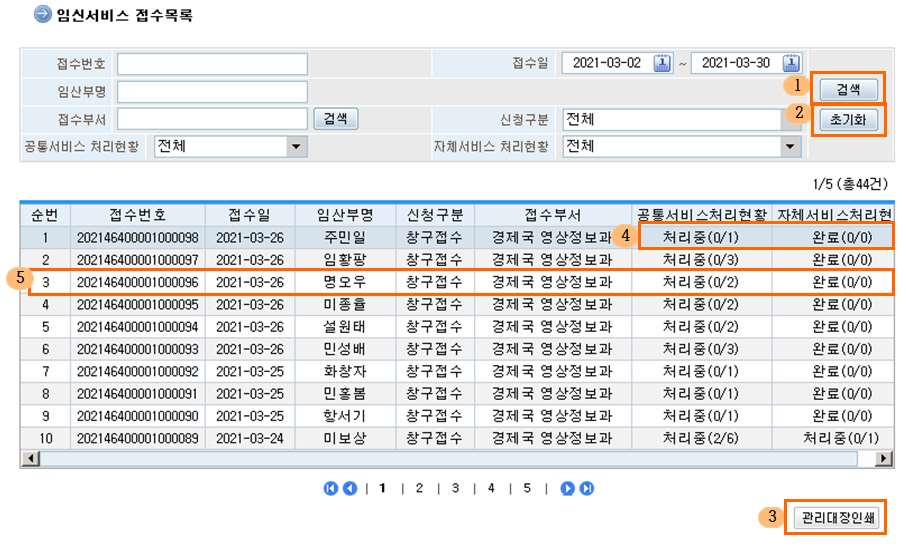 임신서비스 접수목록
접수번호 접수일 2021-03-02 ~ 2021-03-30
임산부명 1 검색
접수부서 검색 신청구분 전체 2 초기화
공통서비스 처리현황 전체 자체서비스 처리현황 전체
1/5 (총44건)
순번 접수번호 접수일 임산부명 신청구분 접수부서 공통서비스처리현황 자체서비스처리현
1 202146400001000098 2021-03-26 주민일 창구접수 경제국 영상정보과 4 처리중(0/1) 완료(0/0)
2 202146400001000097 2021-03-26 임황팡 창구접수 경제국 영상정보과 처리중(0/3) 완료(0/0)
5 3 202146400001000096 2021-03-26 명오우 창구접수 경제국 영상정보과 처리중(0/2) 완료(0/0)
4 202146400001000095 2021-03-26 미종율 창구접수 경제국 영상정보과 처리중(0/2) 완료(0/0)
5 202146400001000094 2021-03-26 설원태 창구접수 경제국 영상정보과 처리중(0/2) 완료(0/0)
6 202146400001000093 2021-03-26 민성배 창구접수 경제국 영상정보과 처리중(0/3) 완료(0/0)
7 202146400001000092 2021-03-25 화창자 창구접수 경제국 영상정보과 처리중(0/1) 완료(0/0)
8 202146400001000091 2021-03-25 민홍봄 창구접수 경제국 영상정보과 처리중(0/1) 완료(0/0)
9 202146400001000090 2021-03-25 항서기 창구접수 경제국 영상정보과 처리중(0/1) 완료(0/0)
10 202146400001000089 2021-03-24 미보상 창구접수 경제국 영상정보과 처리중(2/6) 처리중(0/1)
| 1 | 2 | 3 | 4 | 5 |
3 관리대장인쇄